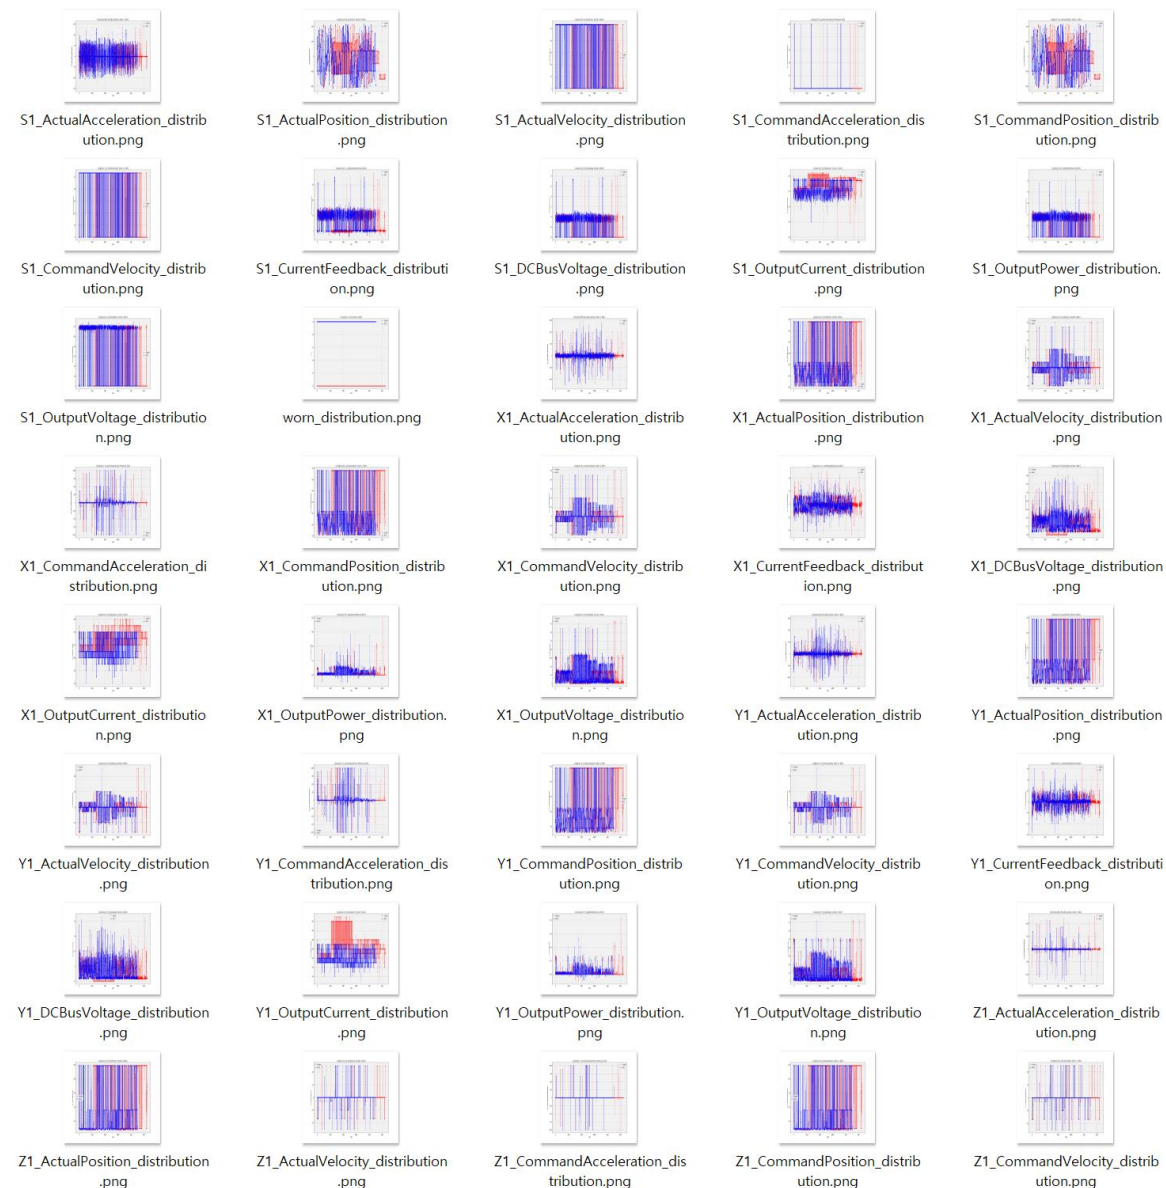 S1_ActualAcceleration_distrib
ution.png
S1_ActualPosition_distribution
.png
S1_ActualVelocity_distribution
.png
S1_CommandAcceleration_dis
tribution.png
S1_CommandPosition_distrib
ution.png
S1_CommandVelocity_distrib
ution.png
S1_CurrentFeedback_distributi
on.png
S1_DCBusVoltage_distribution
.png
S1_OutputCurrent_distribution
.png
S1_OutputPower_distribution.
png
S1_OutputVoltage_distributio
n.png
worn_distribution.png
X1_ActualAcceleration_distrib
ution.png
X1_ActualPosition_distribution
.png
X1_ActualVelocity_distribution
.png
X1_CommandAcceleration_di
stribution.png
X1_CommandPosition_distrib
ution.png
X1_CommandVelocity_distrib
ution.png
X1_CurrentFeedback_distribut
ion.png
X1_DCBusVoltage_distribution
.png
X1_OutputCurrent_distributio
n.png
X1_OutputPower_distribution.
png
X1_OutputVoltage_distributio
n.png
Y1_ActualAcceleration_distrib
ution.png
Y1_ActualPosition_distribution
.png
Y1_ActualVelocity_distribution
.png
Y1_CommandAcceleration_dis
tribution.png
Y1_CommandPosition_distrib
ution.png
Y1_CommandVelocity_distrib
ution.png
Y1_CurrentFeedback_distributi
on.png
Y1_DCBusVoltage_distribution
.png
Y1_OutputCurrent_distribution
.png
Y1_OutputPower_distribution.
png
Y1_OutputVoltage_distributio
n.png
Z1_ActualAcceleration_distrib
ution.png
Z1_ActualPosition_distribution
.png
Z1_ActualVelocity_distribution
.png
Z1_CommandAcceleration_dis
tribution.png
Z1_CommandPosition_distrib
ution.png
Z1_CommandVelocity_distrib
ution.png